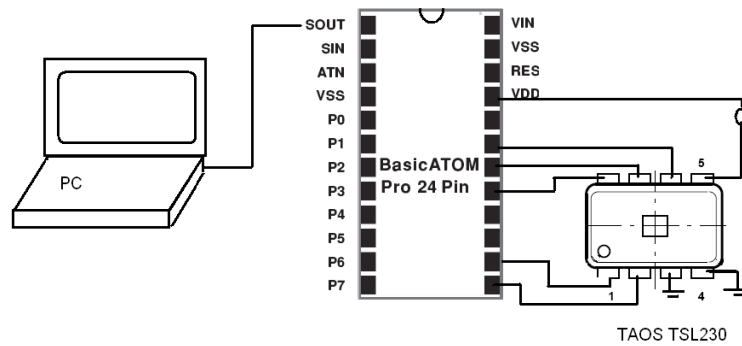 SOUT
SIN
ATN
VSS
P0
P1
P2
P3
P4
P5
P6
P7
BasicATOM
Pro 24 Pin
VIN
VSS
RES
VDD
PC
5
1
4
TAOS TSL230